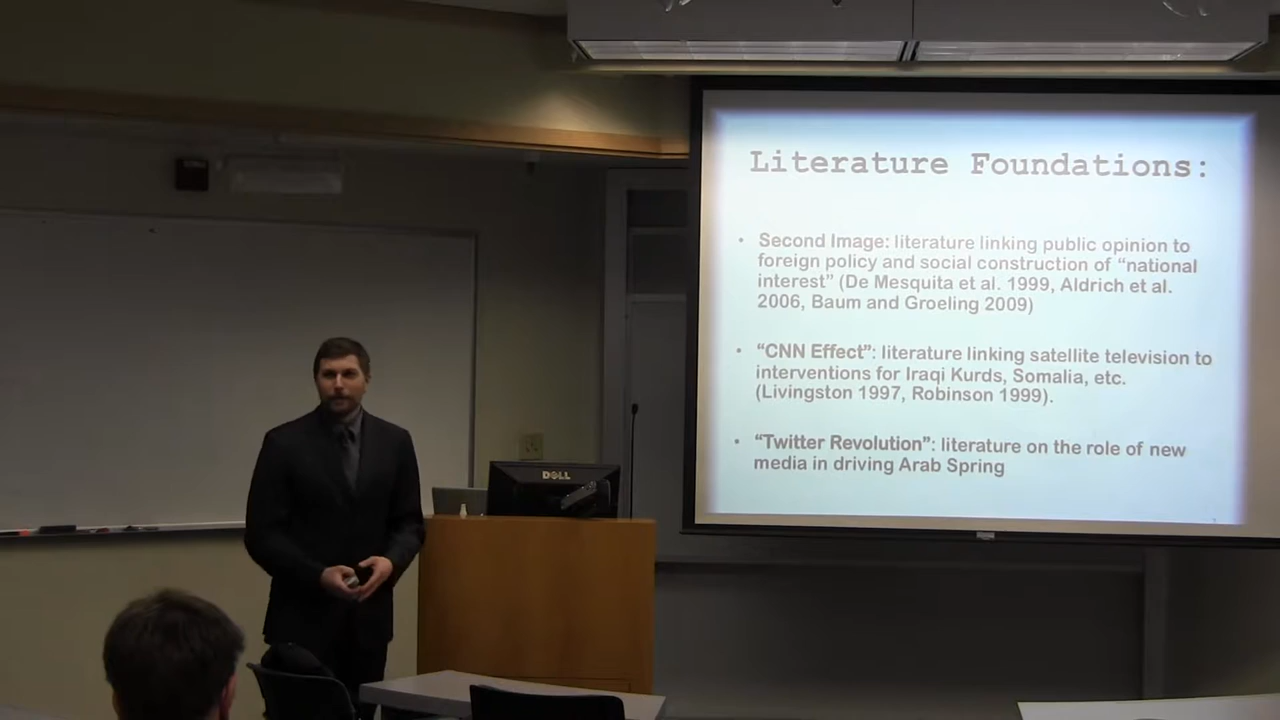 Literature Foundations:
• Second Image: literature linking public opinion to
foreign policy and social construction of “national
interest” (De Mesquita et al. 1999, Aldrich et al.
2006, Baum and Groeling 2009)
• “CNN Effect”: literature linking satellite television to
interventions for Iraqi Kurds, Somalia, etc.
(Livingston 1997, Robinson 1999).
• “Twitter Revolution”: literature on the role of new
media in driving Arab Spring
DELL